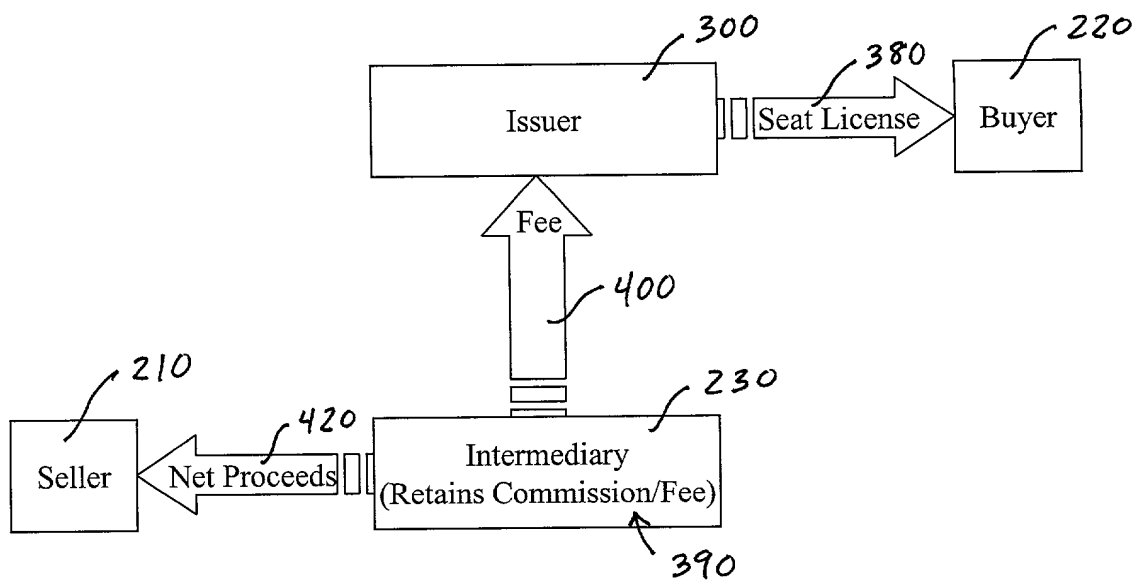 300
380
220
Issuer
Seat License
Buyer
Fee
400
210
420
230
Seller
Net Proceeds
Intermediary
(Retains Commission/Fee)
390